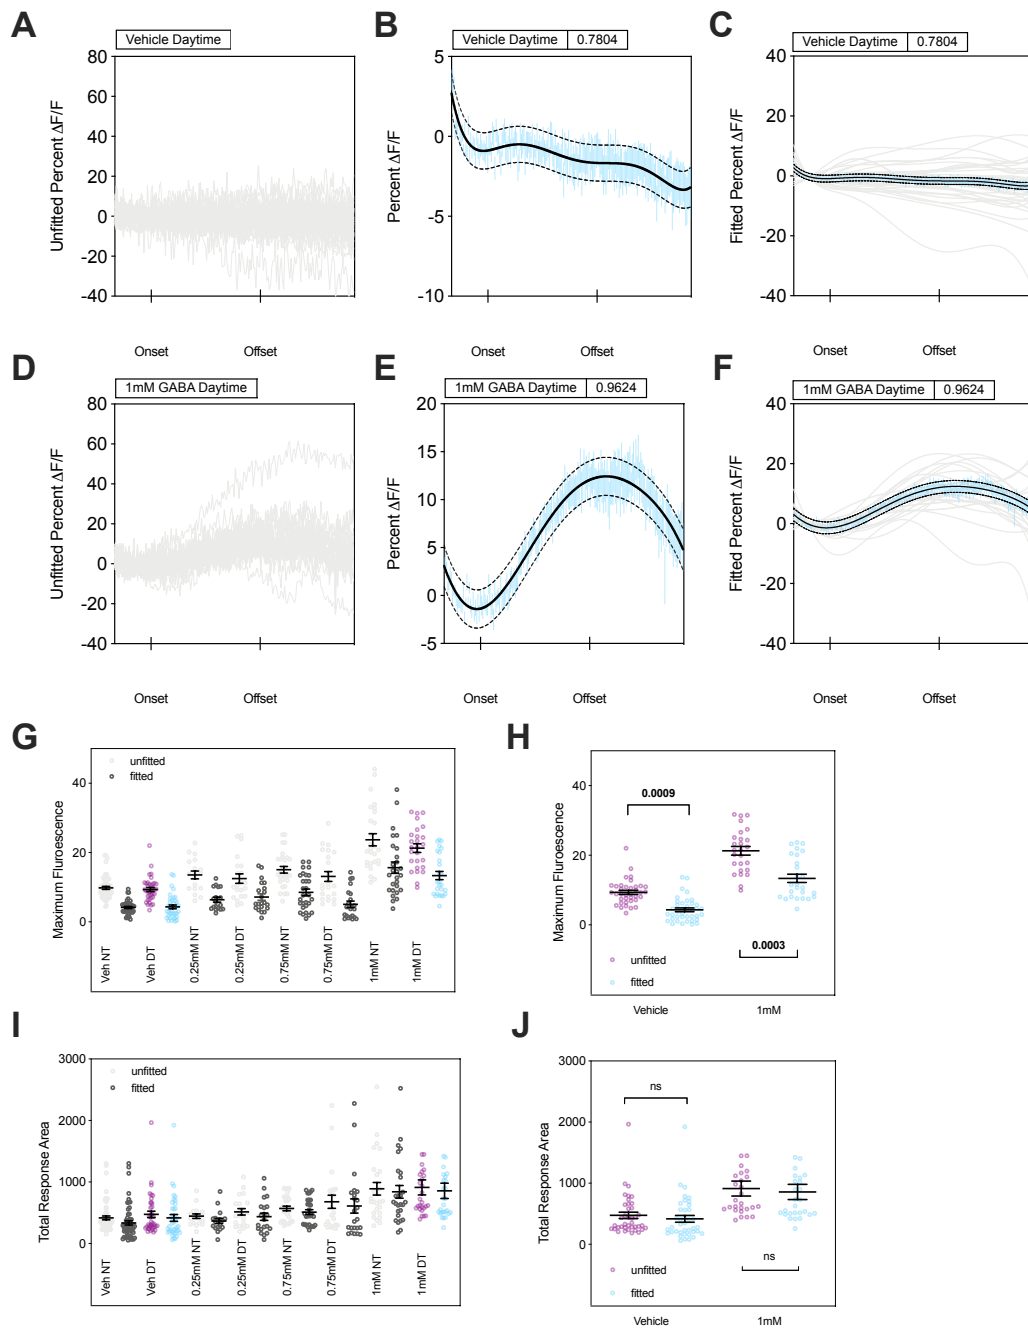 A
B
C
Vehicle Daytime
Vehicle Daytime 0.7804
Vehicle Daytime 0.7804
Unfitted Percent ΔF/F
80
60
40
20
0
-20
-40
Percent ΔF/F
5
0
-5
-10
Fitted Percent ΔF/F
40
20
0
-20
-40
Onset Offset
Onset Offset
Onset Offset
D
E
F
1mM GABA Daytime
1mM GABA Daytime 0.9624
1mM GABA Daytime 0.9624
Unfitted Percent ΔF/F
80
60
40
20
0
-20
-40
Percent ΔF/F
20
15
10
5
0
-5
Fitted Percent ΔF/F
40
20
0
-20
-40
Onset Offset
Onset Offset
Onset Offset
G
Maximum Fluroescence
40
20
0
unfitted
fitted
Veh NT
Veh DT
0.25mM NT
0.25mM DT
0.75mM NT
0.75mM DT
1mM NT
1mM DT
H
Maximum Fluroescence
40
20
0
0.0009
0.0003
unfitted
fitted
Vehicle
1mM
I
Total Response Area
3000
2000
1000
0
unfitted
fitted
Veh NT
Veh DT
0.25mM NT
0.25mM DT
0.75mM NT
0.75mM DT
1mM NT
1mM DT
J
Total Response Area
3000
2000
1000
0
ns
ns
unfitted
fitted
Vehicle
1mM